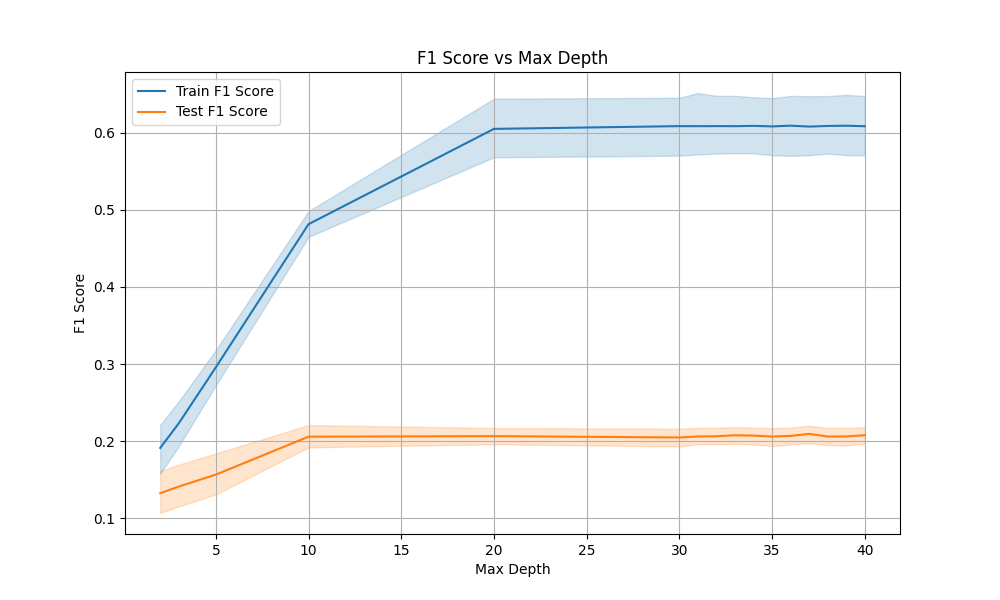 F1 Score vs Max Depth
Train F1 Score
Test F1 Score
F1 Score
0.6
0.5
0.4
0.3
0.2
0.1
5 10 15 20 25 30 35 40
Max Depth